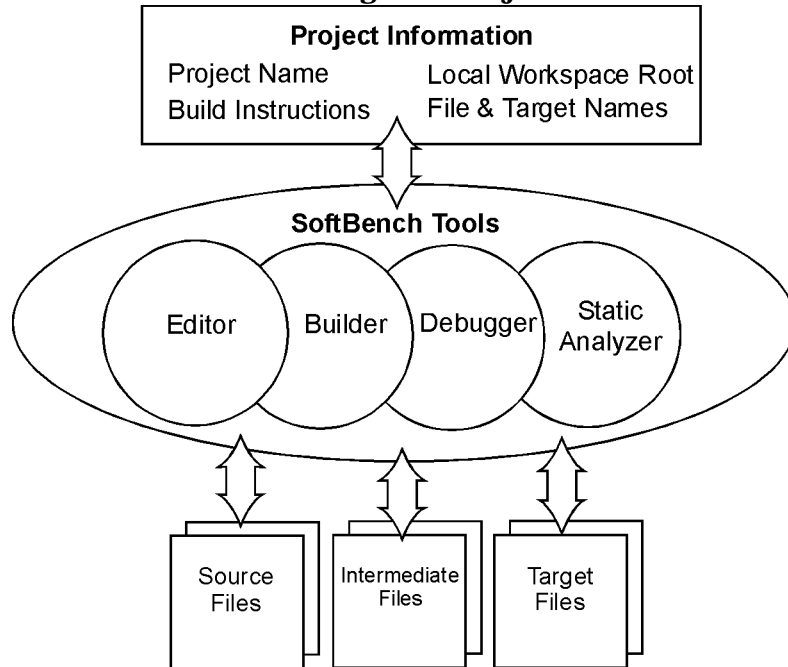 Project Information
Project Name
Local Workspace Root
Build Instructions
File & Target Names
SoftBench Tools
Editor
Builder
Debugger
Static
Analyzer
Source
Files
Intermediate
Files
Target
Files